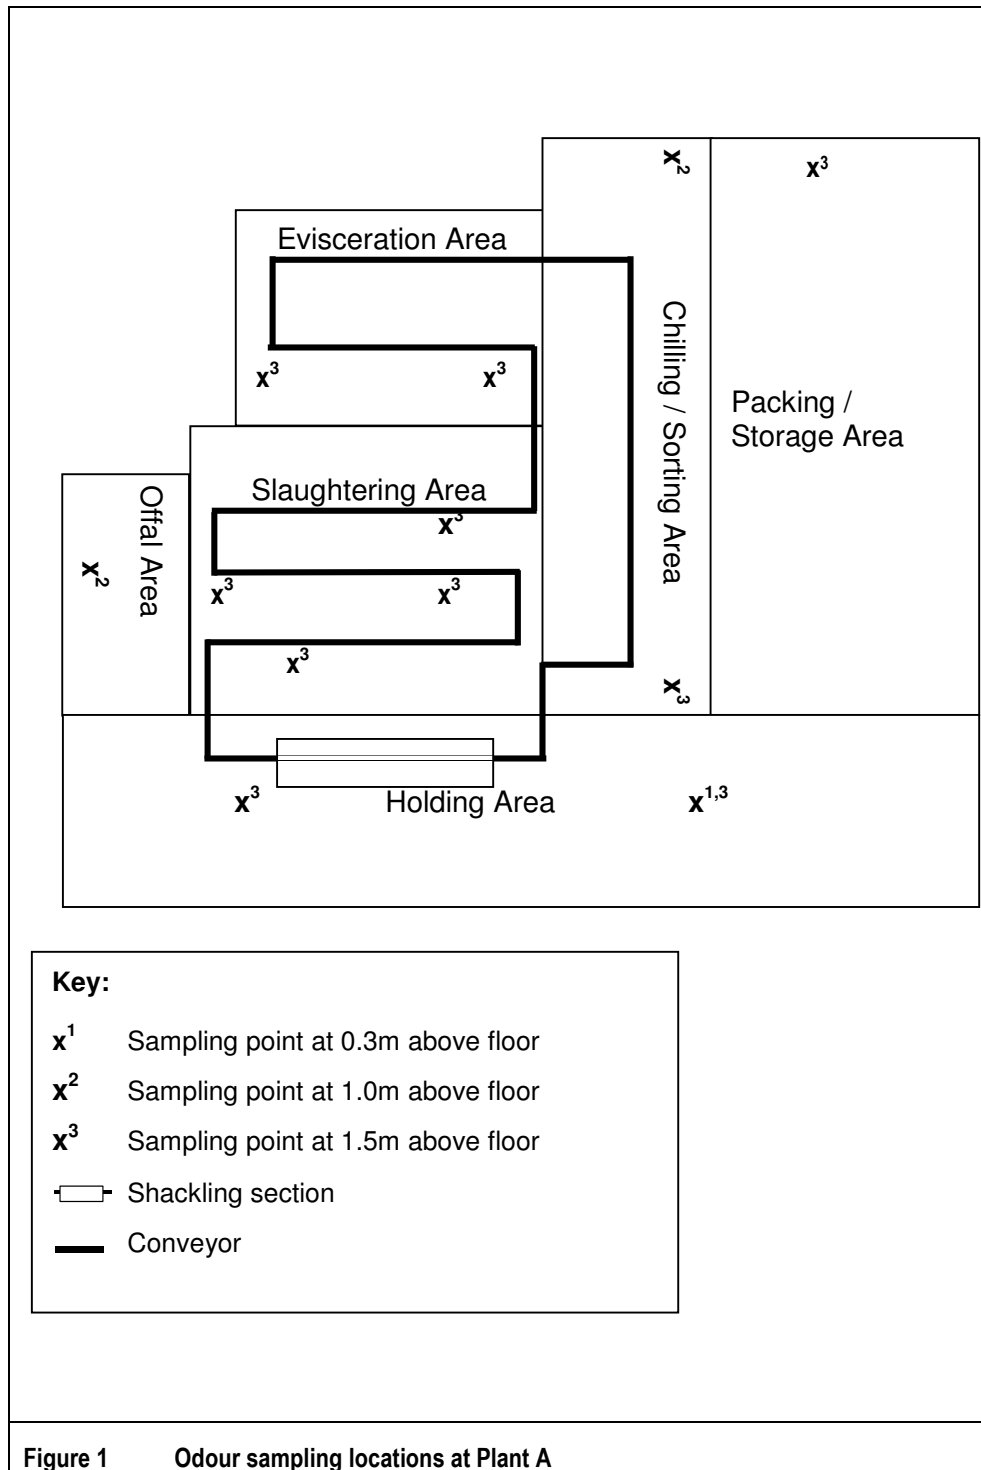 x²
x³
Evisceration Area
Chilling / Sorting Area
x³
x³
Packing /
Storage Area
Slaughtering Area
x³
Offal Area
x²
x³
x³
x³
x³
x³
Holding Area
x¹,³
Key:
x¹ Sampling point at 0.3m above floor
x² Sampling point at 1.0m above floor
x³ Sampling point at 1.5m above floor
Shackling section
Conveyor
Figure 1 Odour sampling locations at Plant A